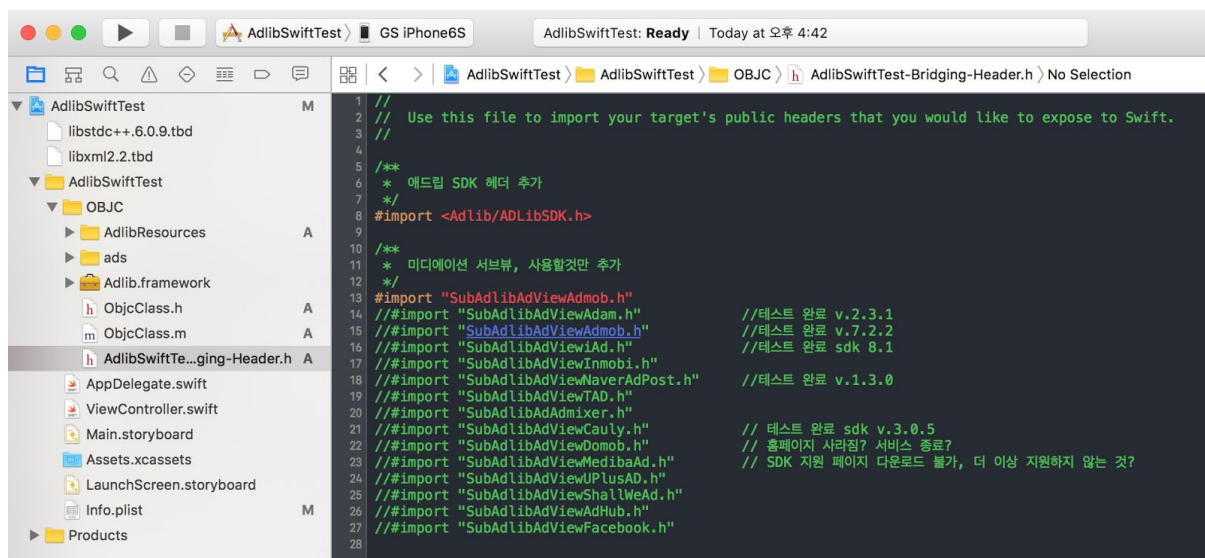 AdlibSwiftTest 〉 GS iPhone6S
AdlibSwiftTest: Ready | Today at 오후 4:42
AdlibSwiftTest 〉 AdlibSwiftTest 〉 OBJC 〉 h AdlibSwiftTest-Bridging-Header.h 〉 No Selection
AdlibSwiftTest M
libstdc++.6.0.9.tbd
libxml2.2.tbd
AdlibSwiftTest
OBJC
AdlibResources A
ads
Adlib.framework
h ObjcClass.h A
m ObjcClass.m A
h AdlibSwiftTe...ging-Header.h A
AppDelegate.swift
ViewController.swift
Main.storyboard
Assets.xcassets
LaunchScreen.storyboard
Info.plist M
Products
1 //
2 // Use this file to import your target's public headers that you would like to expose to Swift.
3 //
4
5 /**
6 * 애드립 SDK 헤더 추가
7 */
8 #import <Adlib/ADLibSDK.h>
9
10 /**
11 * 미디에이션 서브뷰, 사용할것만 추가
12 */
13 #import "SubAdlibAdViewAdmob.h"
14 //#import "SubAdlibAdViewAdam.h" //테스트 완료 v.2.3.1
15 //#import "SubAdlibAdViewAdmob.h" //테스트 완료 v.7.2.2
16 //#import "SubAdlibAdViewiAd.h" //테스트 완료 sdk 8.1
17 //#import "SubAdlibAdViewInmobi.h"
18 //#import "SubAdlibAdViewNaverAdPost.h" //테스트 완료 v.1.3.0
19 //#import "SubAdlibAdViewTAD.h"
20 //#import "SubAdlibAdAdmixer.h"
21 //#import "SubAdlibAdViewCauly.h" // 테스트 완료 sdk v.3.0.5
22 //#import "SubAdlibAdViewDomob.h" // 홈페이지 사라짐? 서비스 종료?
23 //#import "SubAdlibAdViewMedibaAd.h" // SDK 지원 페이지 다운로드 불가, 더 이상 지원하지 않는 것?
24 //#import "SubAdlibAdViewUPlusAD.h"
25 //#import "SubAdlibAdViewShallWeAd.h"
26 //#import "SubAdlibAdViewAdHub.h"
27 //#import "SubAdlibAdViewFacebook.h"
28